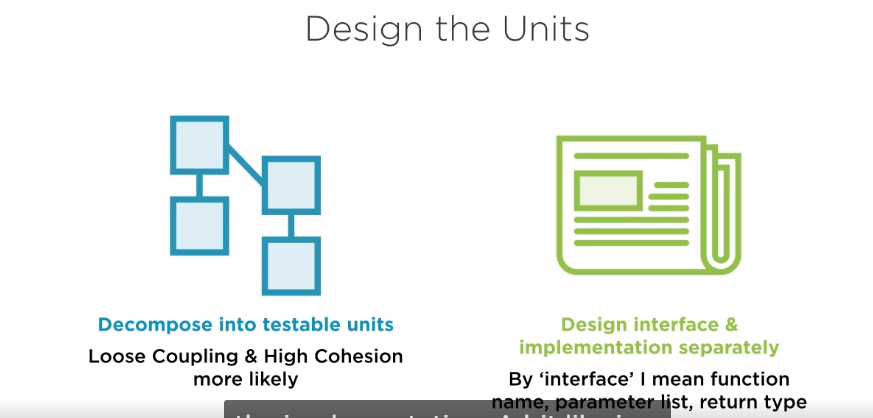 Design the Units
Decompose into testable units
Loose Coupling & High Cohesion
more likely
Design interface &
implementation separately
By ‘interface’ I mean function
name, parameter list, return type